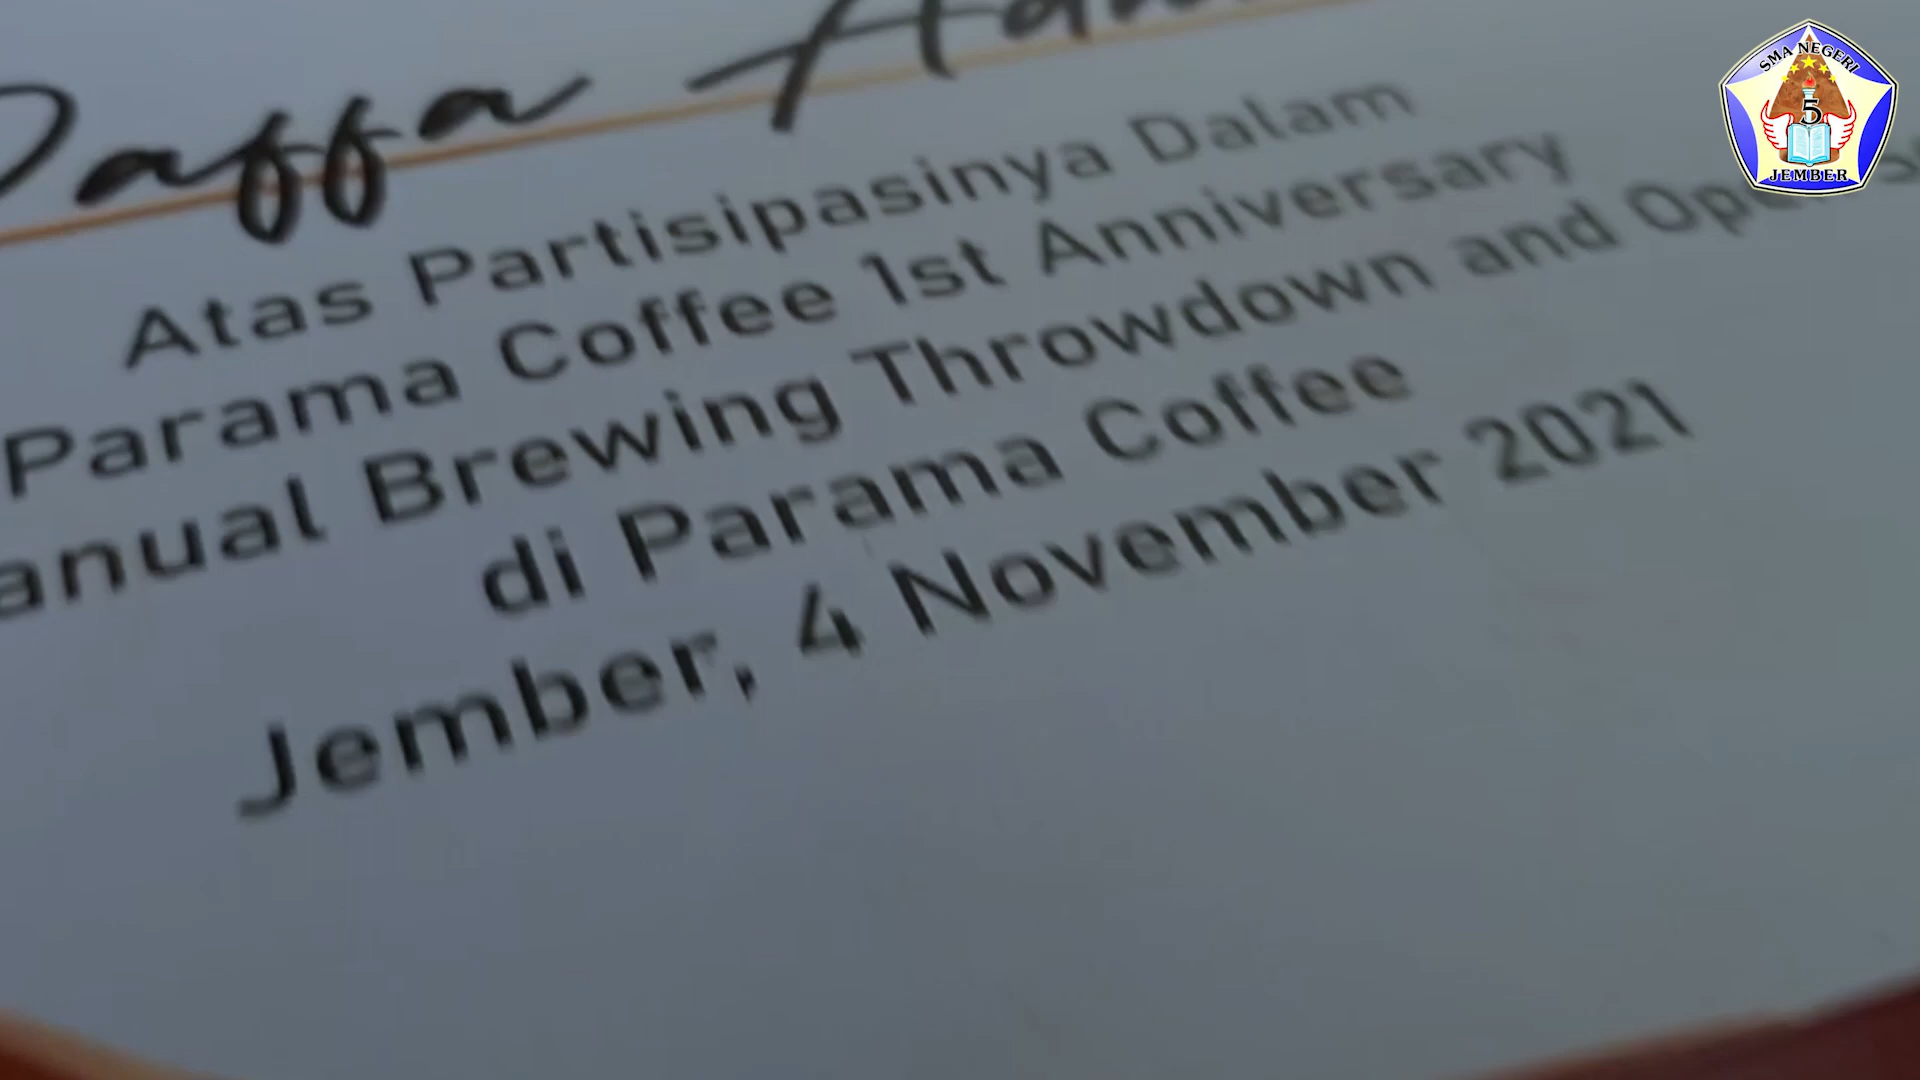 Daffa
Atas Partisipasinya Dalam
Parama Coffee 1st Anniversary
anual Brewing Throwdown and
di Parama Coffee
Jember, 4 November 2021
SMA NEGERI
5
JEMBER